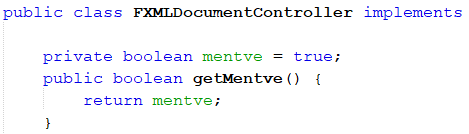 public class FXMLDocumentController implements
private boolean mentve = true;
public boolean getMentve() {
return mentve;
}